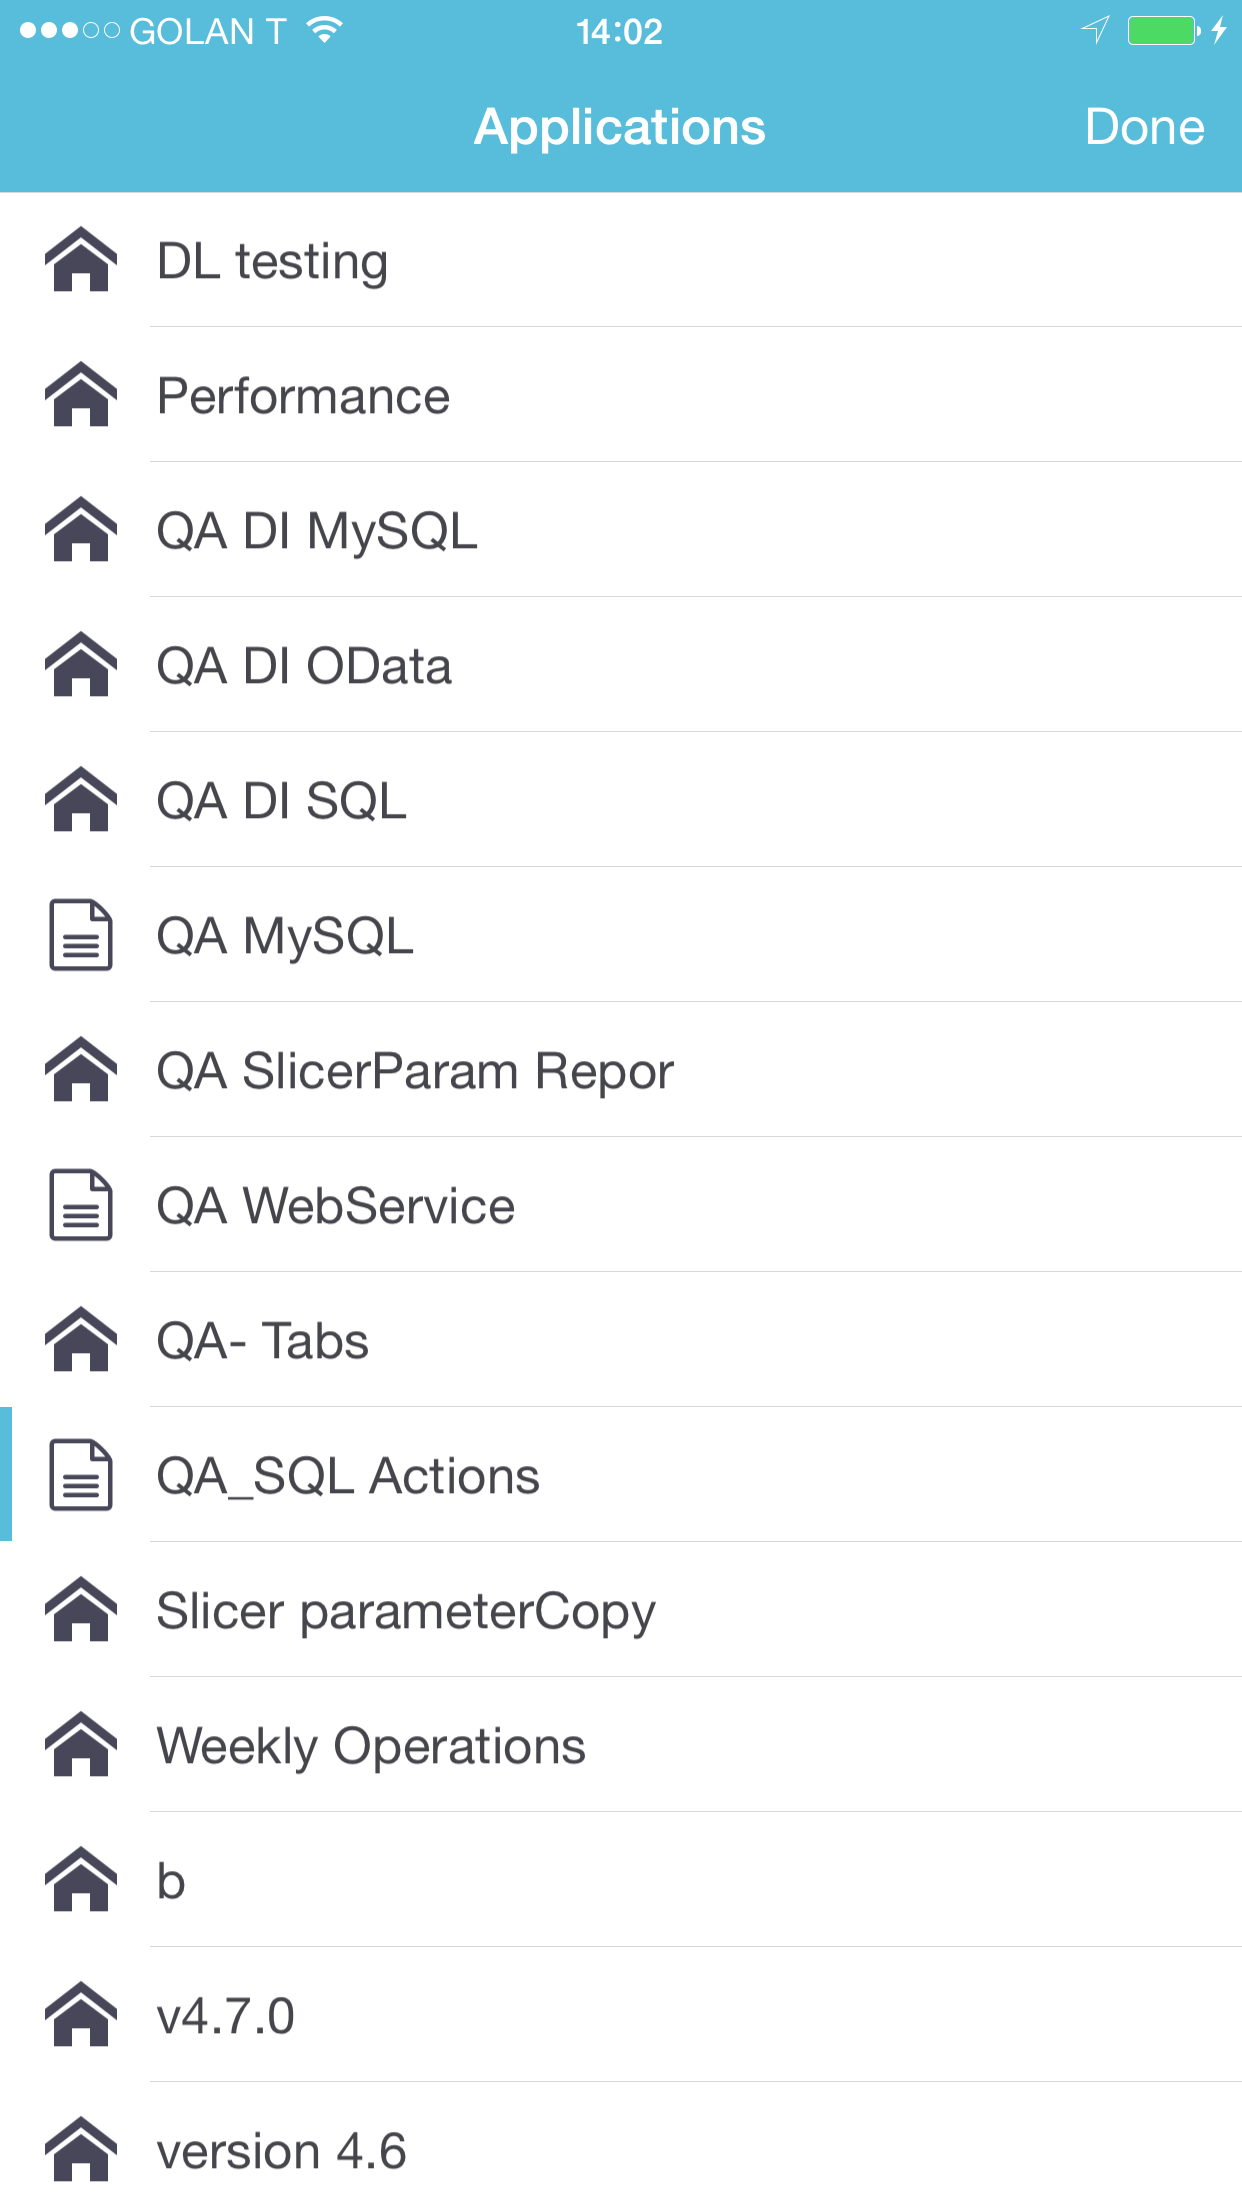 GOLAN T 14:02
Applications Done
DL testing
Performance
QA DI MySQL
QA DI OData
QA DI SQL
QA MySQL
QA SlicerParam Repor
QA WebService
QA- Tabs
QA_SQL Actions
Slicer parameterCopy
Weekly Operations
b
v4.7.0
version 4.6